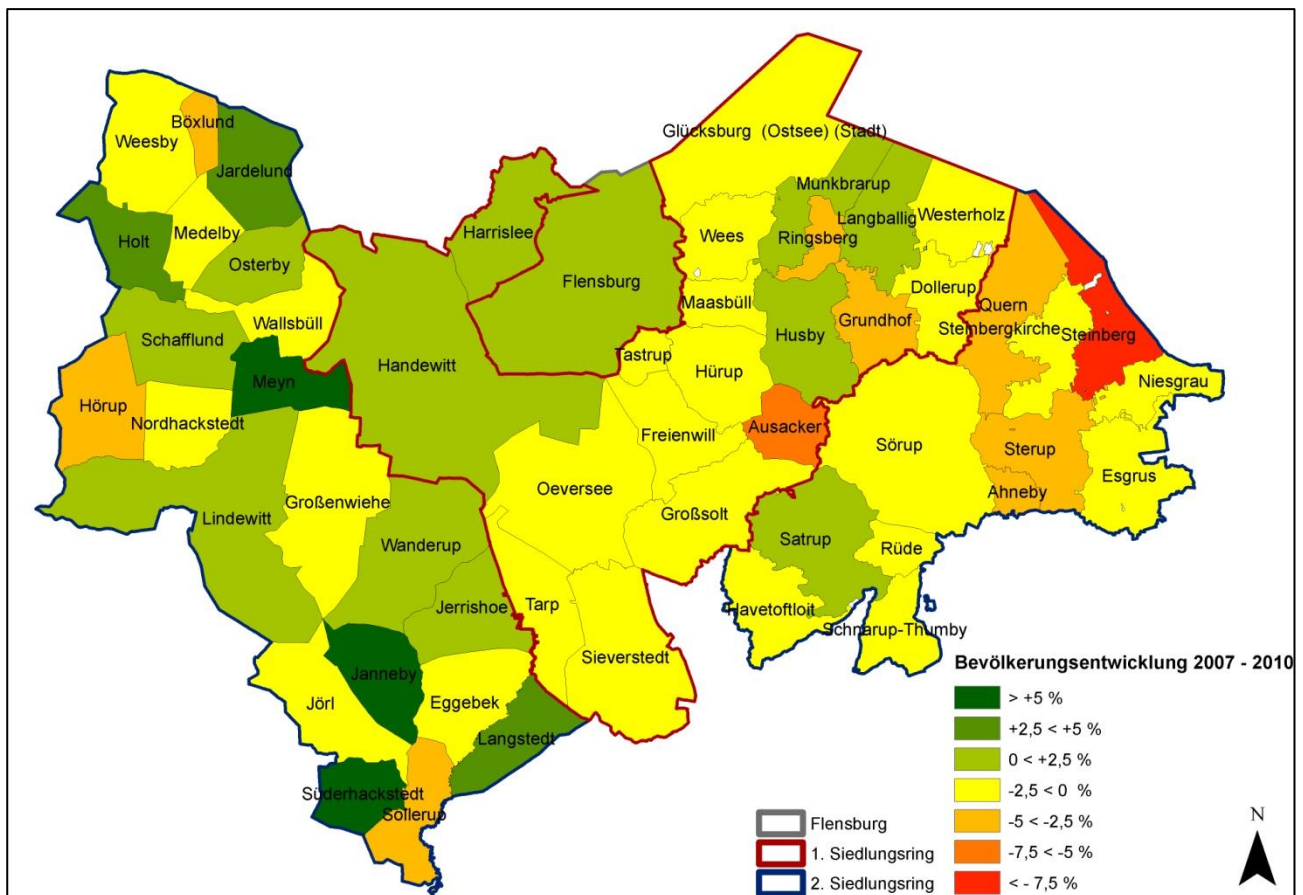 Glücksburg (Ostsee) (Stadt)
Böxlund
Weesby
Jardelund
Munkbrarup
Langballig
Westerholz
Harrislee
Wees
Ringsberg
Medelby
Holt
Osterby
Flensburg
Dollerup
Maasbüll
Quern
Wallsbüll
Grundhof
Steinbergkirche
Steinberg
Schafflund
Husby
Tastrup
Handewitt
Meyn
Hürup
Niesgrau
Hörup
Nordhackstedt
Freienwill
Ausacker
Sörup
Sterup
Esgrus
Oeversee
Ahneby
Großenwiehe
Großsolt
Lindewitt
Satrup
Wanderup
Rüde
Jerrishoe
Tarp
Havetoftloit
Schnarup-Thumby
Sieverstedt
Janneby
Jörl
Eggebek
Langstedt
Süderhackstedt
Sollerup
Bevölkerungsentwicklung 2007 - 2010
> +5 %
+2,5 < +5 %
0 < +2,5 %
-2,5 < 0 %
-5 < -2,5 %
-7,5 < -5 %
< - 7,5 %
Flensburg
1. Siedlungsring
2. Siedlungsring
N